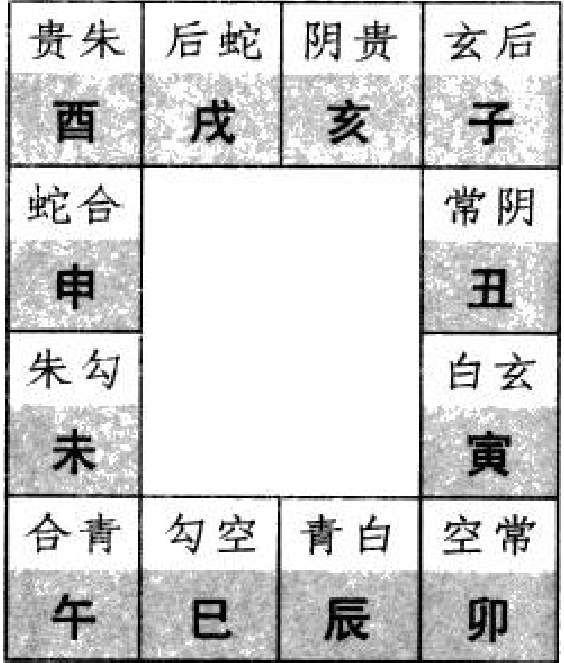 贵朱 后蛇 阴贵 玄后
酉 戌 亥 子
蛇合 常阴
申 丑
朱勾 白玄
未 寅
合青 勾空 青白 空常
午 巳 辰 卯